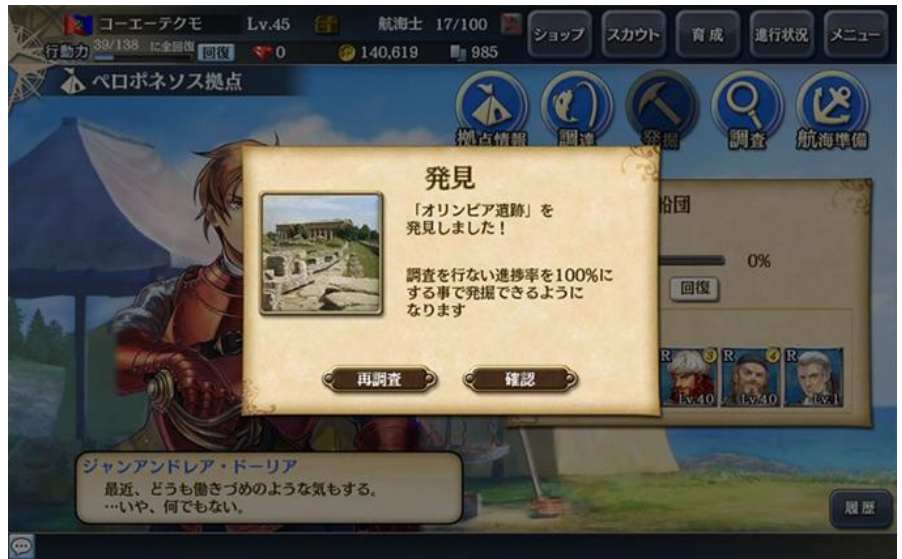 コーエーテクモ Lv.45 航海士 17/100
ショップ
スカウト
育成
進行状況
メニュー
行動力 39/138 に全回復 回復 0 140,619 985
ペロポネソス拠点
拠点情報
調達
発掘
調査
航海準備
発見
「オリンピア遺跡」を
発見しました！
調査を行ない進捗率を100%に
する事で発掘できるように
なります
再調査
確認
船団
0%
回復
R 3 Lv.40
R 4 Lv.40
R Lv.1
ジャンアンドレア・ドーリア
最近、どうも働きづめのような気もする。
…いや、何でもない。
履歴